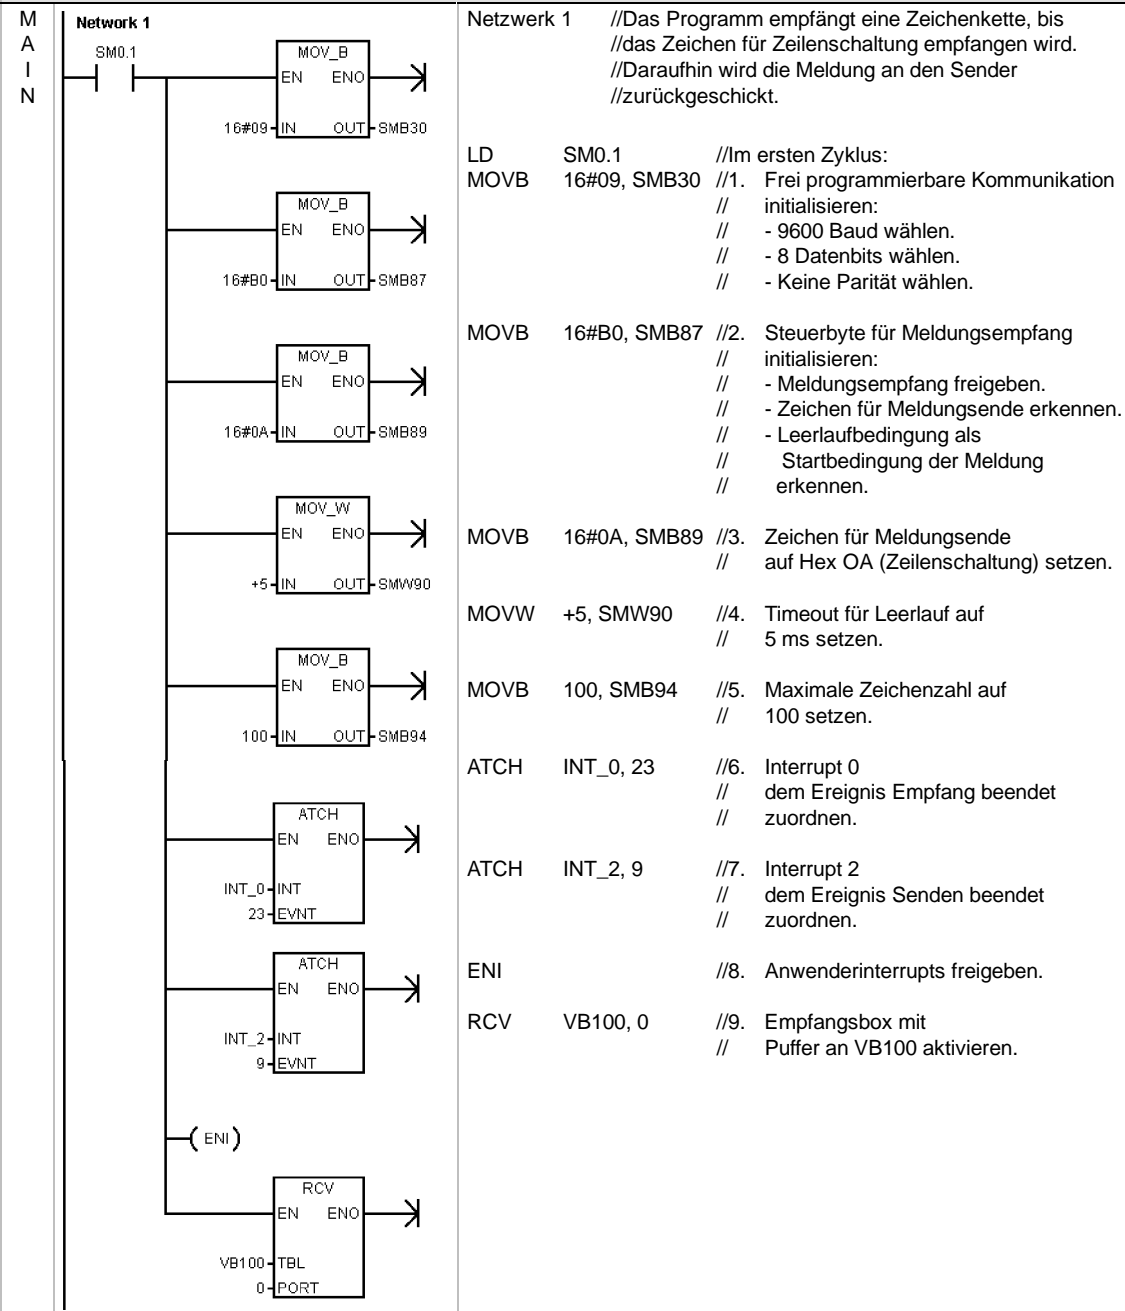 M
A
I
N
Network 1
SM0.1
MOV_B
EN ENO
16#09 IN OUT SMB30
MOV_B
EN ENO
16#B0 IN OUT SMB87
MOV_B
EN ENO
16#0A IN OUT SMB89
MOV_W
EN ENO
+5 IN OUT SMW90
MOV_B
EN ENO
100 IN OUT SMB94
ATCH
EN ENO
INT_0 INT
23 EVNT
ATCH
EN ENO
INT_2 INT
9 EVNT
ENI
RCV
EN ENO
VB100 TBL
0 PORT
Netzwerk 1 //Das Programm empfängt eine Zeichenkette, bis
//das Zeichen für Zeilenschaltung empfangen wird.
//Daraufhin wird die Meldung an den Sender
//zurückgeschickt.
LD SM0.1 //Im ersten Zyklus:
MOVB 16#09, SMB30 //1. Frei programmierbare Kommunikation
// initialisieren:
// - 9600 Baud wählen.
// - 8 Datenbits wählen.
// - Keine Parität wählen.
MOVB 16#B0, SMB87 //2. Steuerbyte für Meldungsempfang
// initialisieren:
// - Meldungsempfang freigeben.
// - Zeichen für Meldungsende erkennen.
// - Leerlaufbedingung als
// Startbedingung der Meldung
// erkennen.
MOVB 16#0A, SMB89 //3. Zeichen für Meldungsende
// auf Hex OA (Zeilenschaltung) setzen.
MOVW +5, SMW90 //4. Timeout für Leerlauf auf
// 5 ms setzen.
MOVB 100, SMB94 //5. Maximale Zeichenzahl auf
// 100 setzen.
ATCH INT_0, 23 //6. Interrupt 0
// dem Ereignis Empfang beendet
// zuordnen.
ATCH INT_2, 9 //7. Interrupt 2
// dem Ereignis Senden beendet
// zuordnen.
ENI //8. Anwenderinterrupts freigeben.
RCV VB100, 0 //9. Empfangsbox mit
// Puffer an VB100 aktivieren.